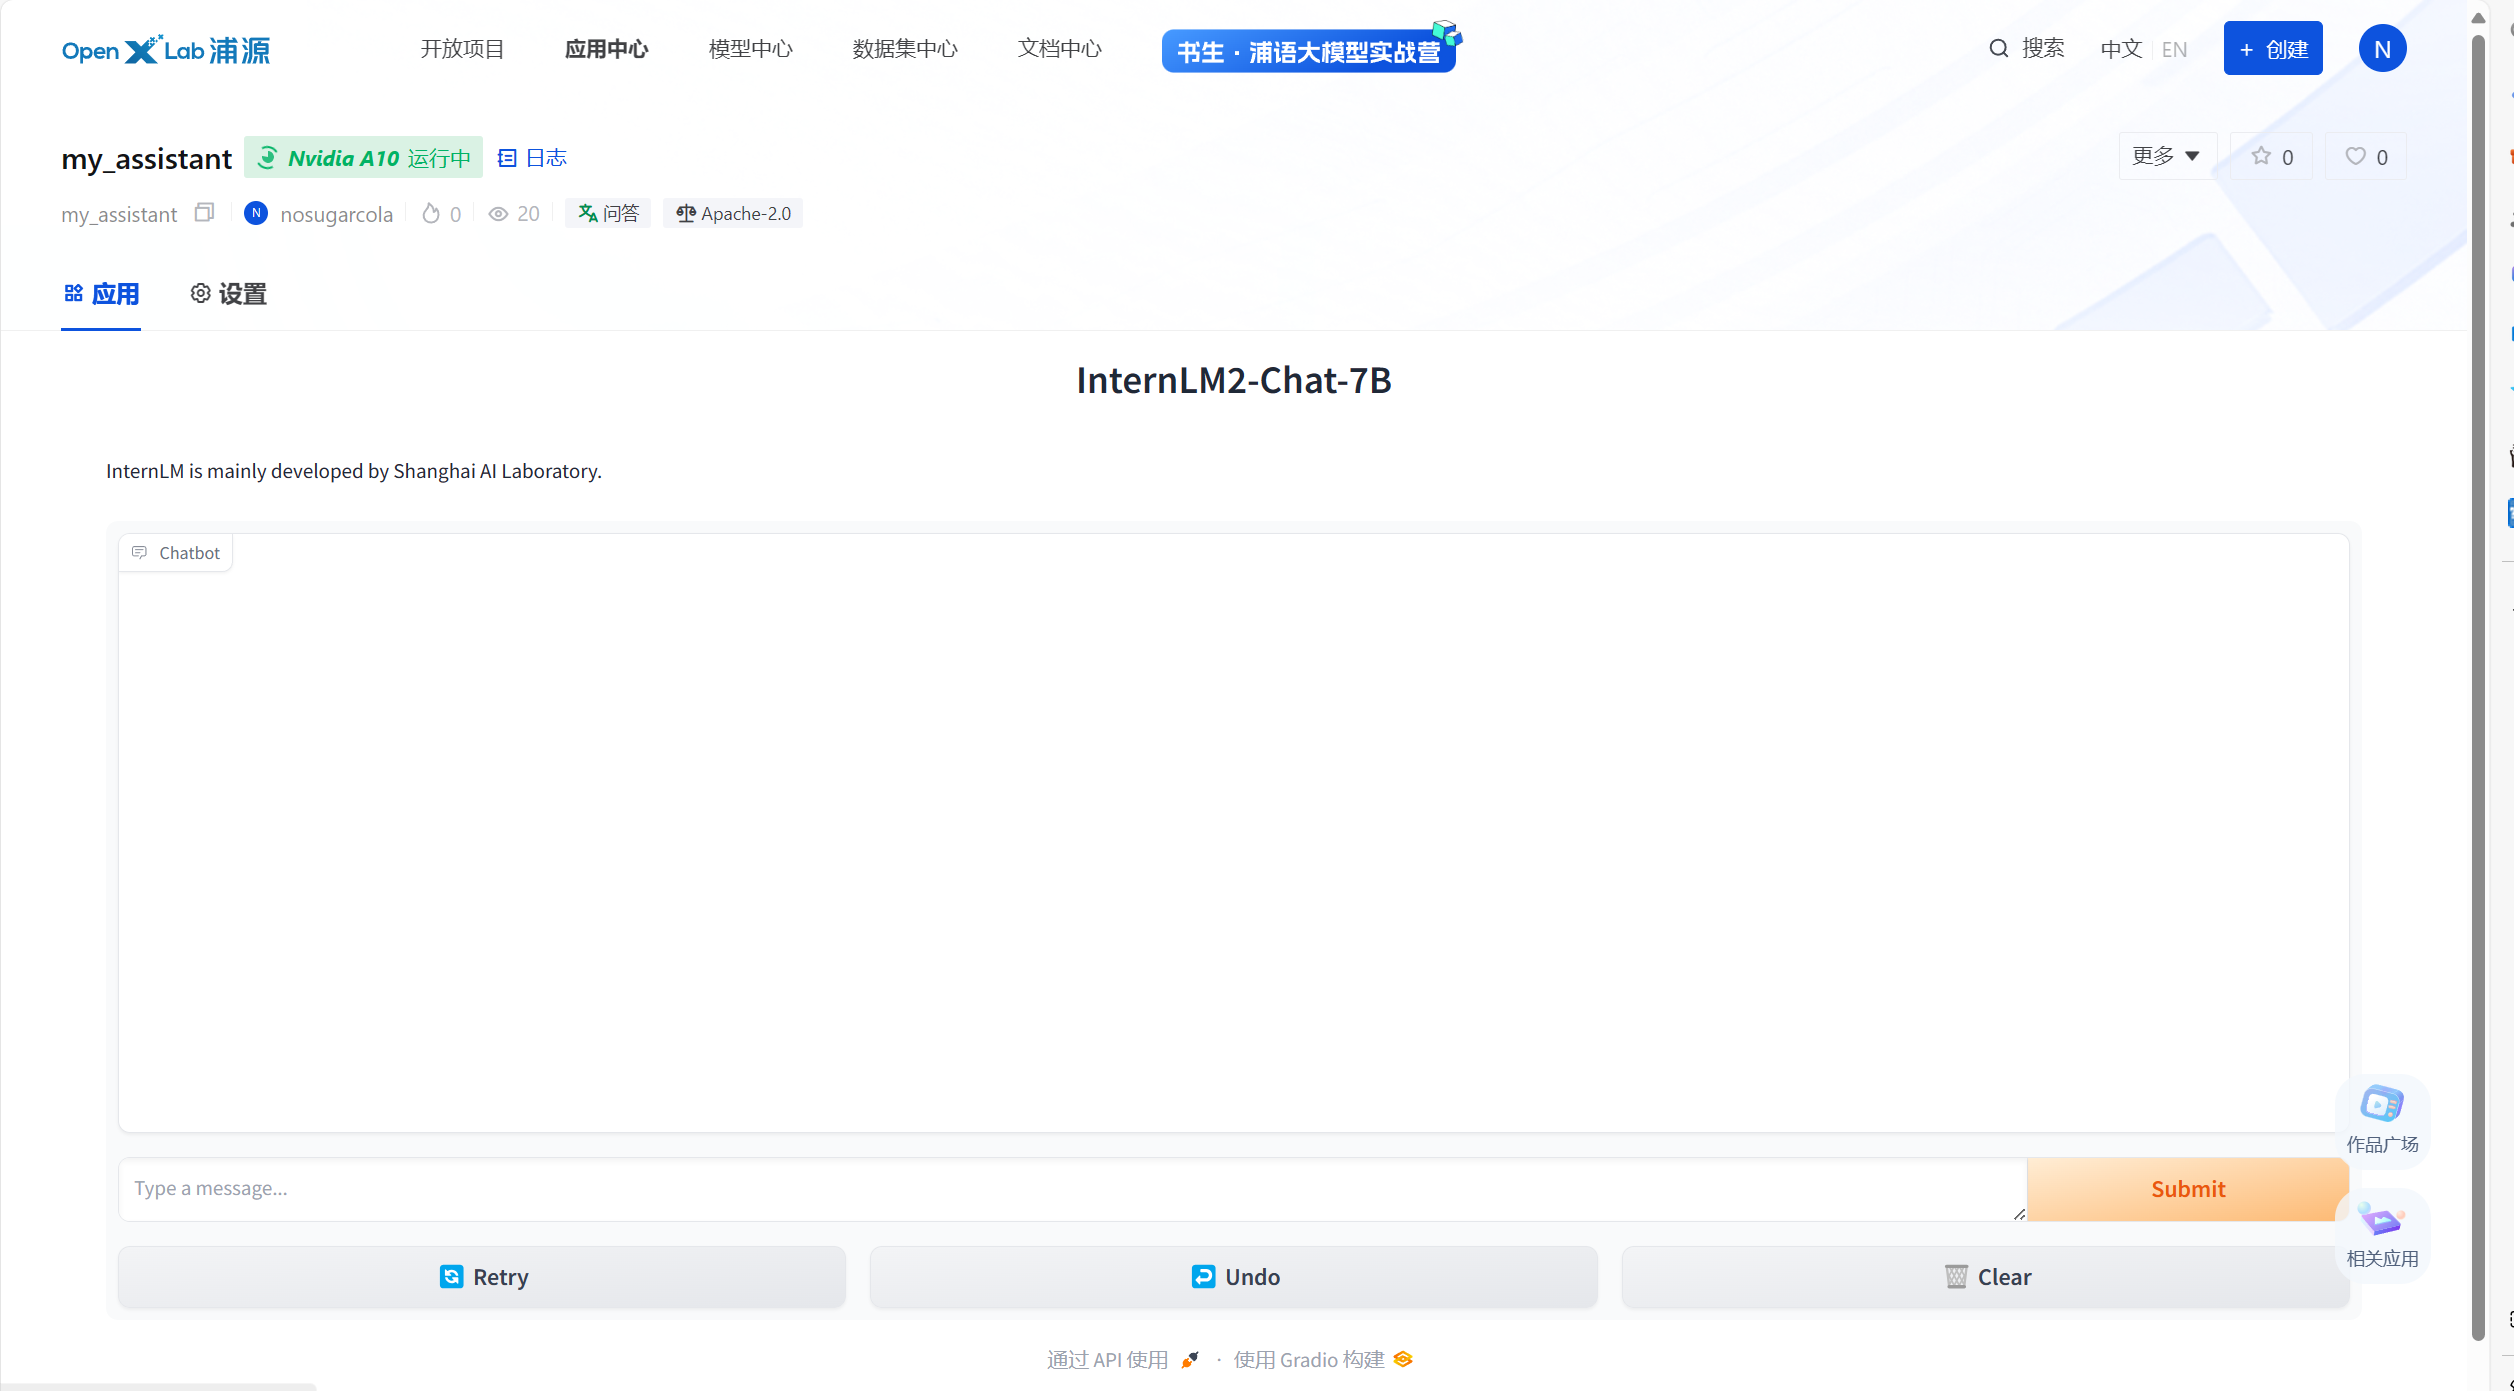 Open X Lab 浦源 开放项目 应用中心 模型中心 数据集中心 文档中心 书生·浦语大模型实战营 搜索 中文 EN + 创建 N
my_assistant Nvidia A10 运行中 日志 更多 0 0
my_assistant N nosugarcola 0 20 问答 Apache-2.0
应用 设置
InternLM2-Chat-7B
InternLM is mainly developed by Shanghai AI Laboratory.
Chatbot
作品广场
Type a message... Submit
相关应用
Retry Undo Clear
通过 API 使用 · 使用 Gradio 构建